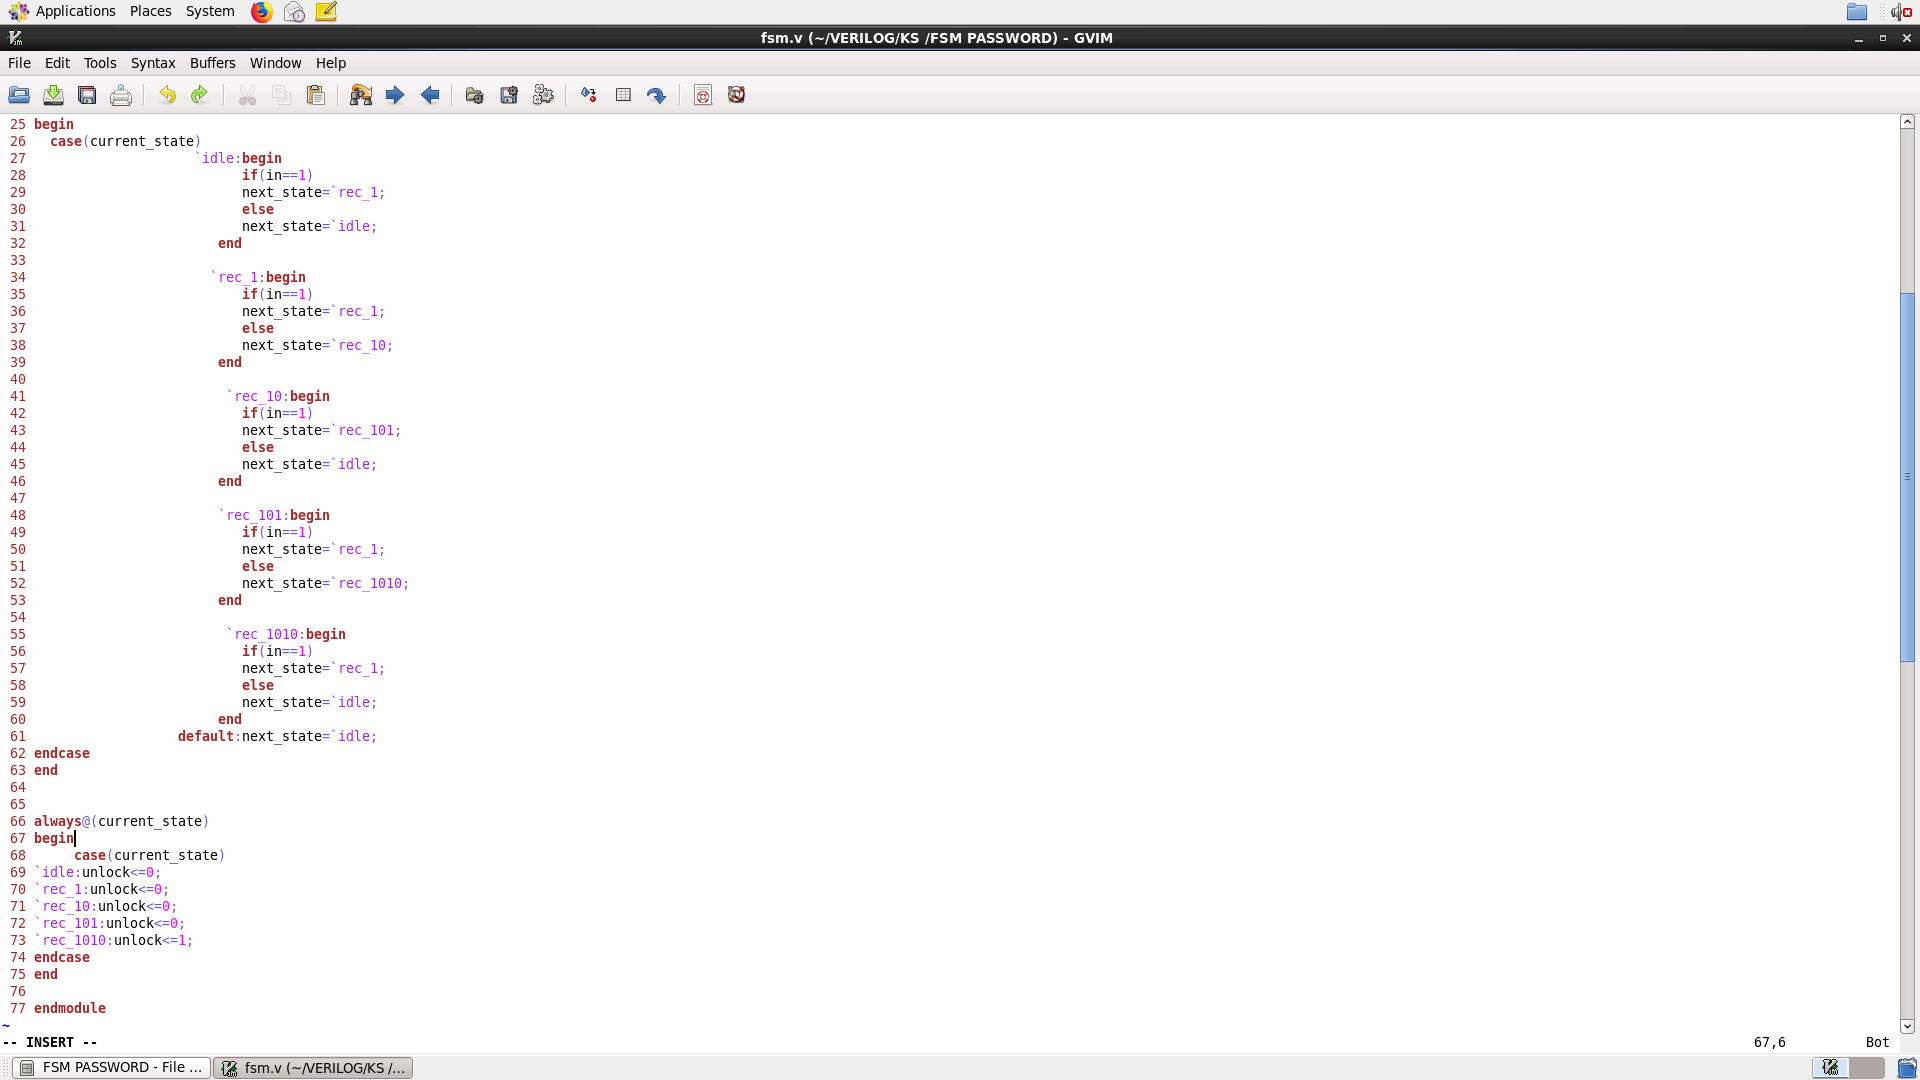 Applications Places System
fsm.v (~/VERILOG/KS /FSM PASSWORD) - GVIM
File Edit Tools Syntax Buffers Window Help
25 begin
26   case(current_state)
27                     `idle:begin
28                           if(in==1)
29                           next_state=`rec_1;
30                           else
31                           next_state=`idle;
32                        end
33
34                       `rec_1:begin
35                           if(in==1)
36                           next_state=`rec_1;
37                           else
38                           next_state=`rec_10;
39                        end
40
41                         `rec_10:begin
42                           if(in==1)
43                           next_state=`rec_101;
44                           else
45                           next_state=`idle;
46                        end
47
48                        `rec_101:begin
49                           if(in==1)
50                           next_state=`rec_1;
51                           else
52                           next_state=`rec_1010;
53                        end
54
55                         `rec_1010:begin
56                           if(in==1)
57                           next_state=`rec_1;
58                           else
59                           next_state=`idle;
60                        end
61                   default:next_state=`idle;
62 endcase
63 end
64
65
66 always@(current_state)
67 begin
68      case(current_state)
69 `idle:unlock<=0;
70 `rec_1:unlock<=0;
71 `rec_10:unlock<=0;
72 `rec_101:unlock<=0;
73 `rec_1010:unlock<=1;
74 endcase
75 end
76
77 endmodule
~
-- INSERT -- 67,6 Bot
FSM PASSWORD - File ... fsm.v (~/VERILOG/KS /...